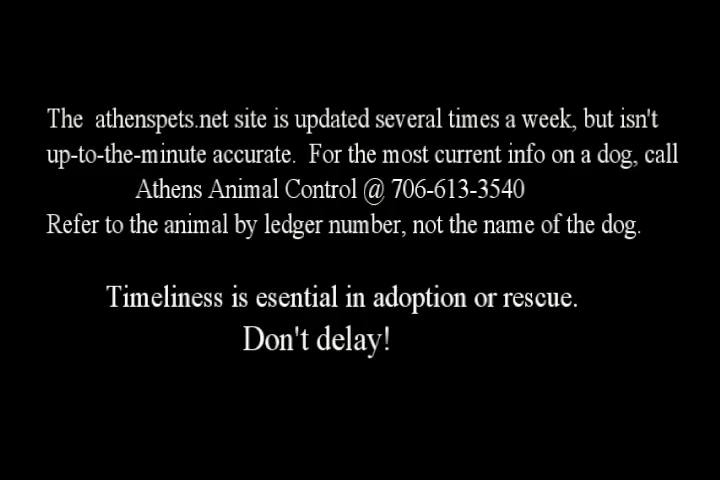 The athenspets.net site is updated several times a week, but isn't
up-to-the-minute accurate. For the most current info on a dog, call
Athens Animal Control @ 706-613-3540
Refer to the animal by ledger number, not the name of the dog.
Timeliness is esential in adoption or rescue.
Don't delay!